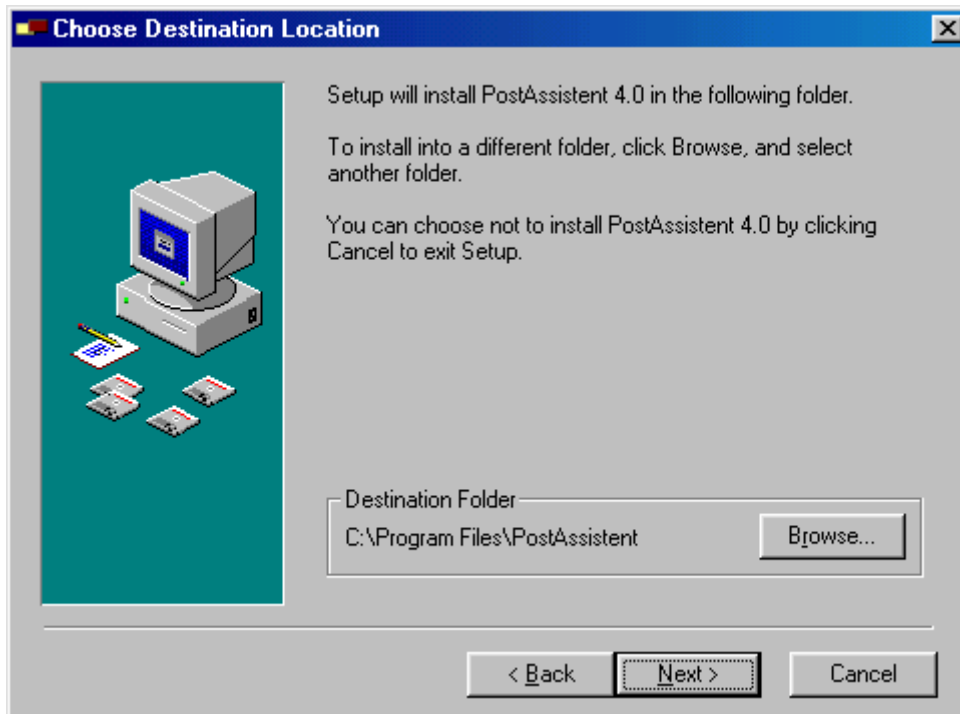 Choose Destination Location
Setup will install PostAssistent 4.0 in the following folder.
To install into a different folder, click Browse, and select
another folder.
You can choose not to install PostAssistent 4.0 by clicking
Cancel to exit Setup.
Destination Folder
C:\Program Files\PostAssistent
Browse...
< Back
Next >
Cancel